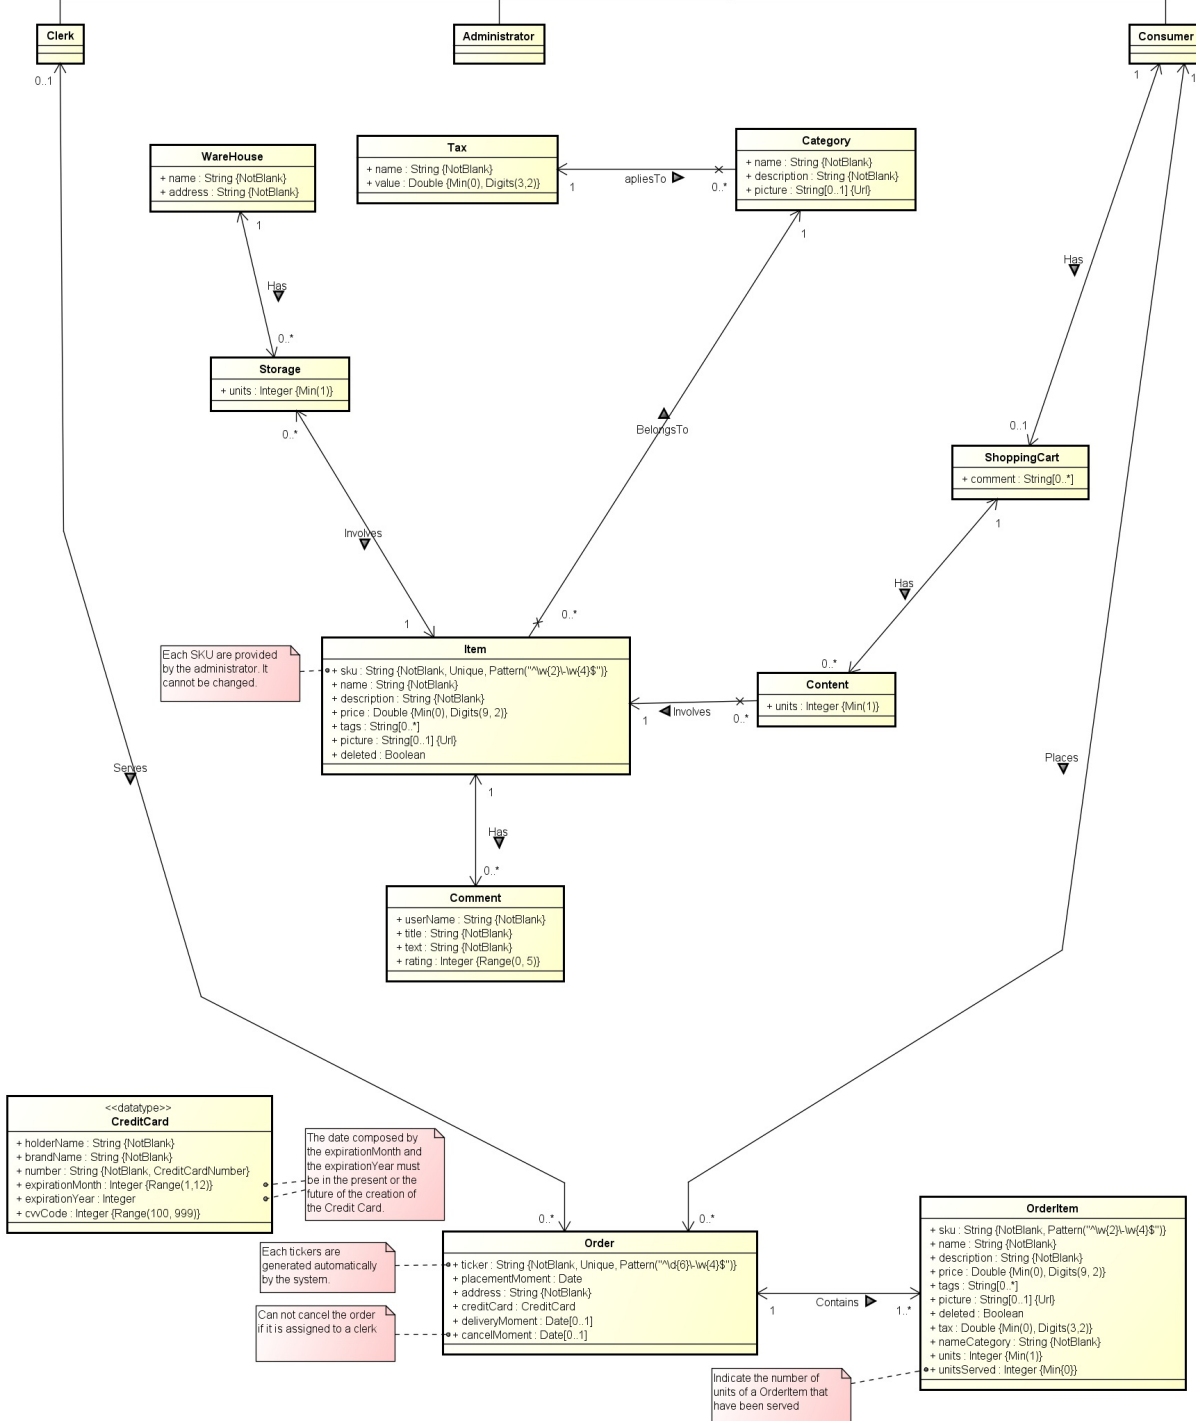 Clerk
Administrator
Consumer
0..1
1
1
WareHouse
+ name : String {NotBlank}
+ address : String {NotBlank}
Tax
+ name : String {NotBlank}
+ value : Double {Min(0), Digits(3,2)}
Category
+ name : String {NotBlank}
+ description : String {NotBlank}
+ picture : String[0..1] {Url}
1
apliesTo
0..*
1
1
Has
Has
0..*
Storage
+ units : Integer {Min(1)}
0..*
BelongsTo
0..1
ShoppingCart
+ comment : String[0..*]
1
Involves
Has
1
0..*
0..*
Each SKU are provided
by the administrator. It
cannot be changed.
Item
+ sku : String {NotBlank, Unique, Pattern("^\w{2}\-\w{4}$")}
+ name : String {NotBlank}
+ description : String {NotBlank}
+ price : Double {Min(0), Digits(9, 2)}
+ tags : String[0..*]
+ picture : String[0..1] {Url}
+ deleted : Boolean
Content
+ units : Integer {Min(1)}
1
Involves
0..*
Serves
Places
1
Has
0..*
Comment
+ userName : String {NotBlank}
+ title : String {NotBlank}
+ text : String {NotBlank}
+ rating : Integer {Range(0, 5)}
<<datatype>>
CreditCard
+ holderName : String {NotBlank}
+ brandName : String {NotBlank}
+ number : String {NotBlank, CreditCardNumber}
+ expirationMonth : Integer {Range(1,12)}
+ expirationYear : Integer
+ cvvCode : Integer {Range(100, 999)}
The date composed by
the expirationMonth and
the expirationYear must
be in the present or the
future of the creation of
the Credit Card.
0..*
0..*
Each tickers are
generated automatically
by the system.
Can not cancel the order
if it is assigned to a clerk
Order
+ ticker : String {NotBlank, Unique, Pattern("^\d{6}\-\w{4}$")}
+ placementMoment : Date
+ address : String {NotBlank}
+ creditCard : CreditCard
+ deliveryMoment : Date[0..1]
+ cancelMoment : Date[0..1]
1
Contains
1..*
OrderItem
+ sku : String {NotBlank, Pattern("^\w{2}\-\w{4}$")}
+ name : String {NotBlank}
+ description : String {NotBlank}
+ price : Double {Min(0), Digits(9, 2)}
+ tags : String[0..*]
+ picture : String[0..1] {Url}
+ deleted : Boolean
+ tax : Double {Min(0), Digits(3,2)}
+ nameCategory : String {NotBlank}
+ units : Integer {Min(1)}
+ unitsServed : Integer {Min{0}}
Indicate the number of
units of a OrderItem that
have been served